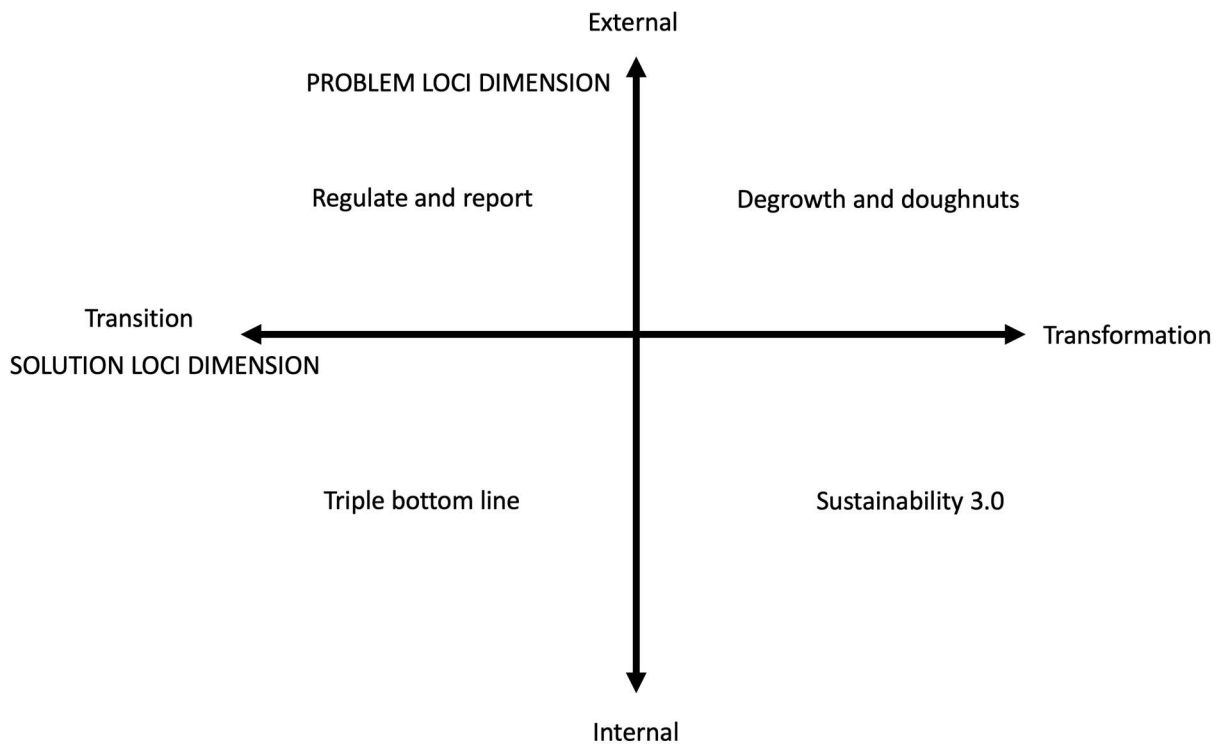 External
PROBLEM LOCI DIMENSION
Regulate and report
Degrowth and doughnuts
Transition
Transformation
SOLUTION LOCI DIMENSION
Triple bottom line
Sustainability 3.0
Internal